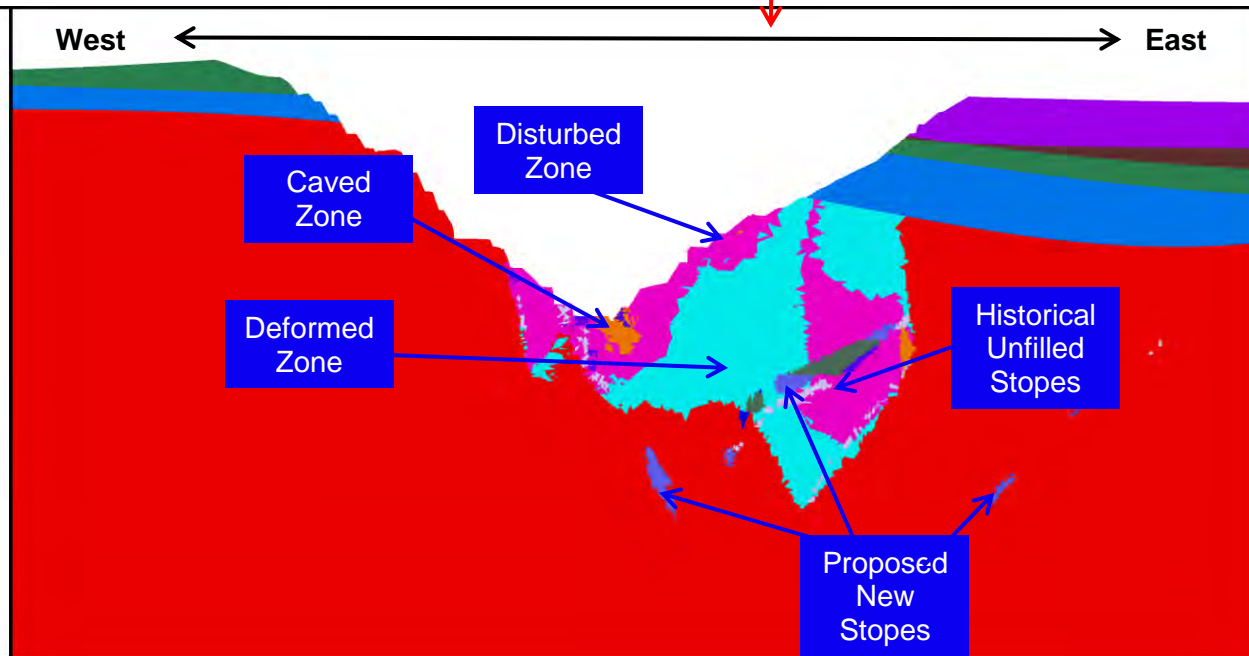 West
East
Disturbed
Zone
Caved
Zone
Deformed
Zone
Historical
Unfilled
Stopes
Proposed
New
Stopes